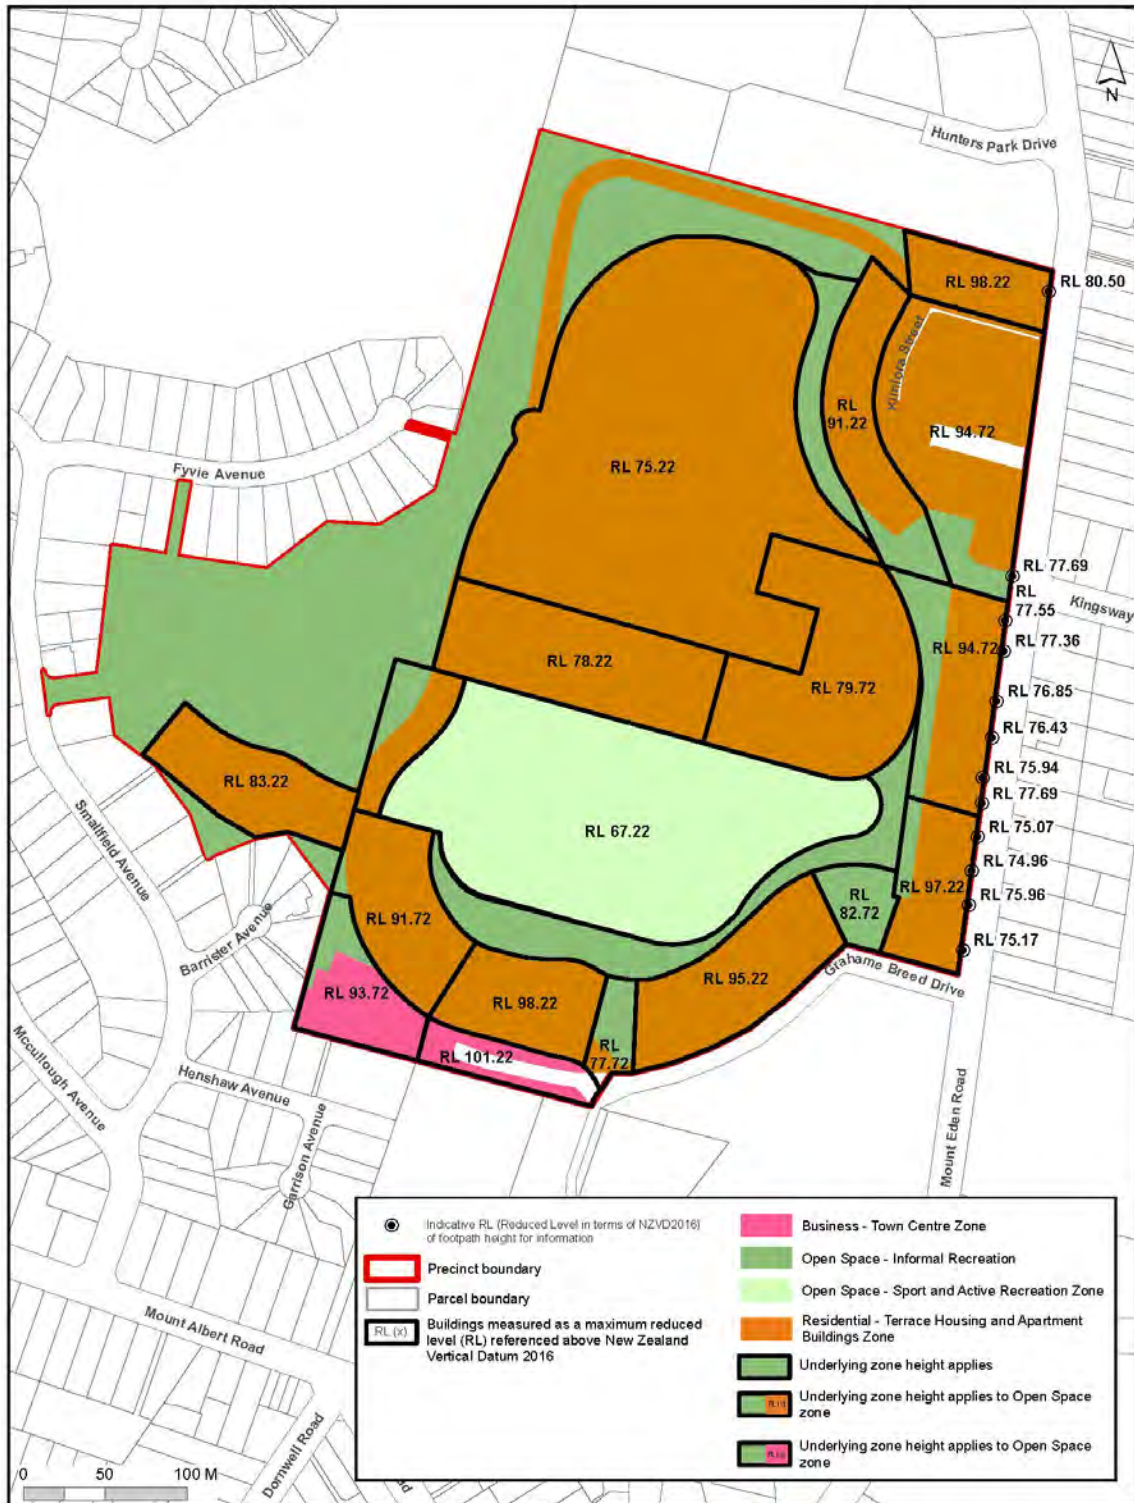 N
Hunters Park Drive
RL 98.22
RL 80.50
Kumiora Street
RL
91.22
RL 94.72
RL 75.22
Fyvie Avenue
RL 77.69
RL
77.55
Kingsway
RL 94.72
RL 77.36
RL 78.22
RL 79.72
RL 76.85
RL 76.43
RL 83.22
RL 75.94
RL 77.69
RL 67.22
RL 75.07
Smallfield Avenue
RL 74.96
RL 97.22
RL
82.72
RL 75.96
RL 91.72
Barrister Avenue
RL 75.17
Grahame Breed Drive
RL 95.22
RL 93.72
RL 98.22
RL
77.72
RL 101.22
Mccullough Avenue
Henshaw Avenue
Garrison Avenue
Mount Eden Road
Mount Albert Road
Dornwell Road
0 50 100 M
Indicative RL (Reduced Level in terms of NZVD2016)
of footpath height for information
Precinct boundary
Parcel boundary
RL (x)
Buildings measured as a maximum reduced
level (RL) referenced above New Zealand
Vertical Datum 2016
Business - Town Centre Zone
Open Space - Informal Recreation
Open Space - Sport and Active Recreation Zone
Residential - Terrace Housing and Apartment
Buildings Zone
Underlying zone height applies
Underlying zone height applies to Open Space
zone
Underlying zone height applies to Open Space
zone